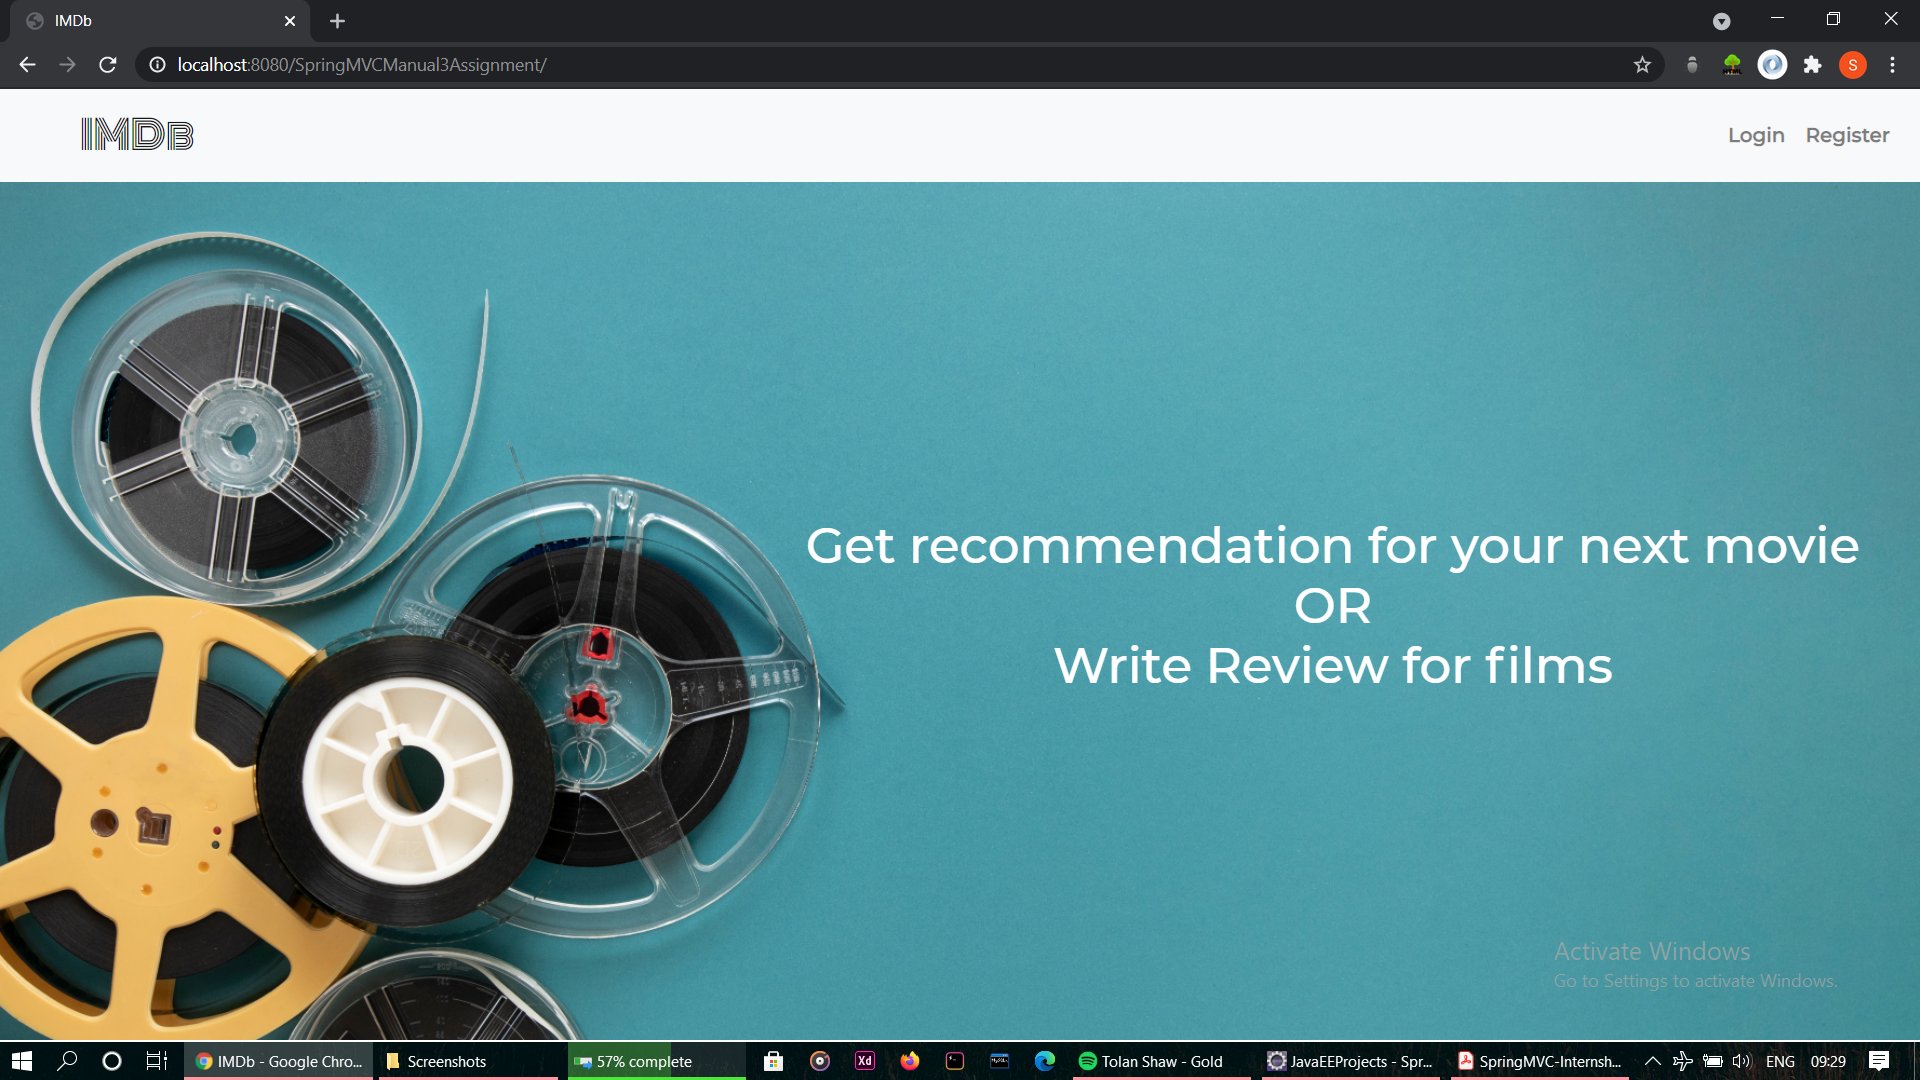 IMDb
localhost:8080/SpringMVCManual3Assignment/
S
IMDb
Login Register
Get recommendation for your next movie
OR
Write Review for films
Activate Windows
Go to Settings to activate Windows.
IMDb - Google Chro... Screenshots 57% complete Xd Tolan Shaw - Gold JavaEEProjects - Spr... SpringMVC-Internsh... ENG 09:29